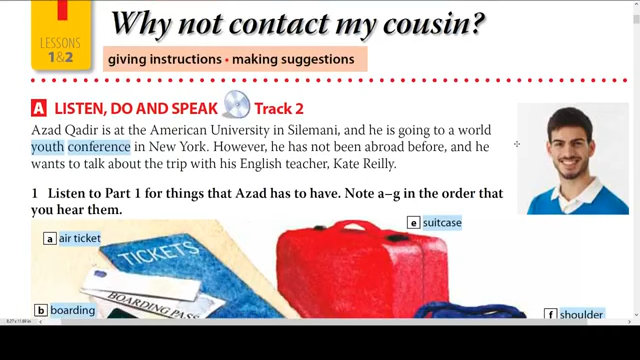 Why not contact my cousin?
LESSONS
1&2
giving instructions • making suggestions
A LISTEN, DO AND SPEAK Track 2
Azad Qadir is at the American University in Silemani, and he is going to a world
youth conference in New York. However, he has not been abroad before, and he
wants to talk about the trip with his English teacher, Kate Reilly.
1 Listen to Part 1 for things that Azad has to have. Note a–g in the order that
you hear them.
e suitcase
a air ticket
TICKETS
BOARDING PASS
b boarding
f shoulder